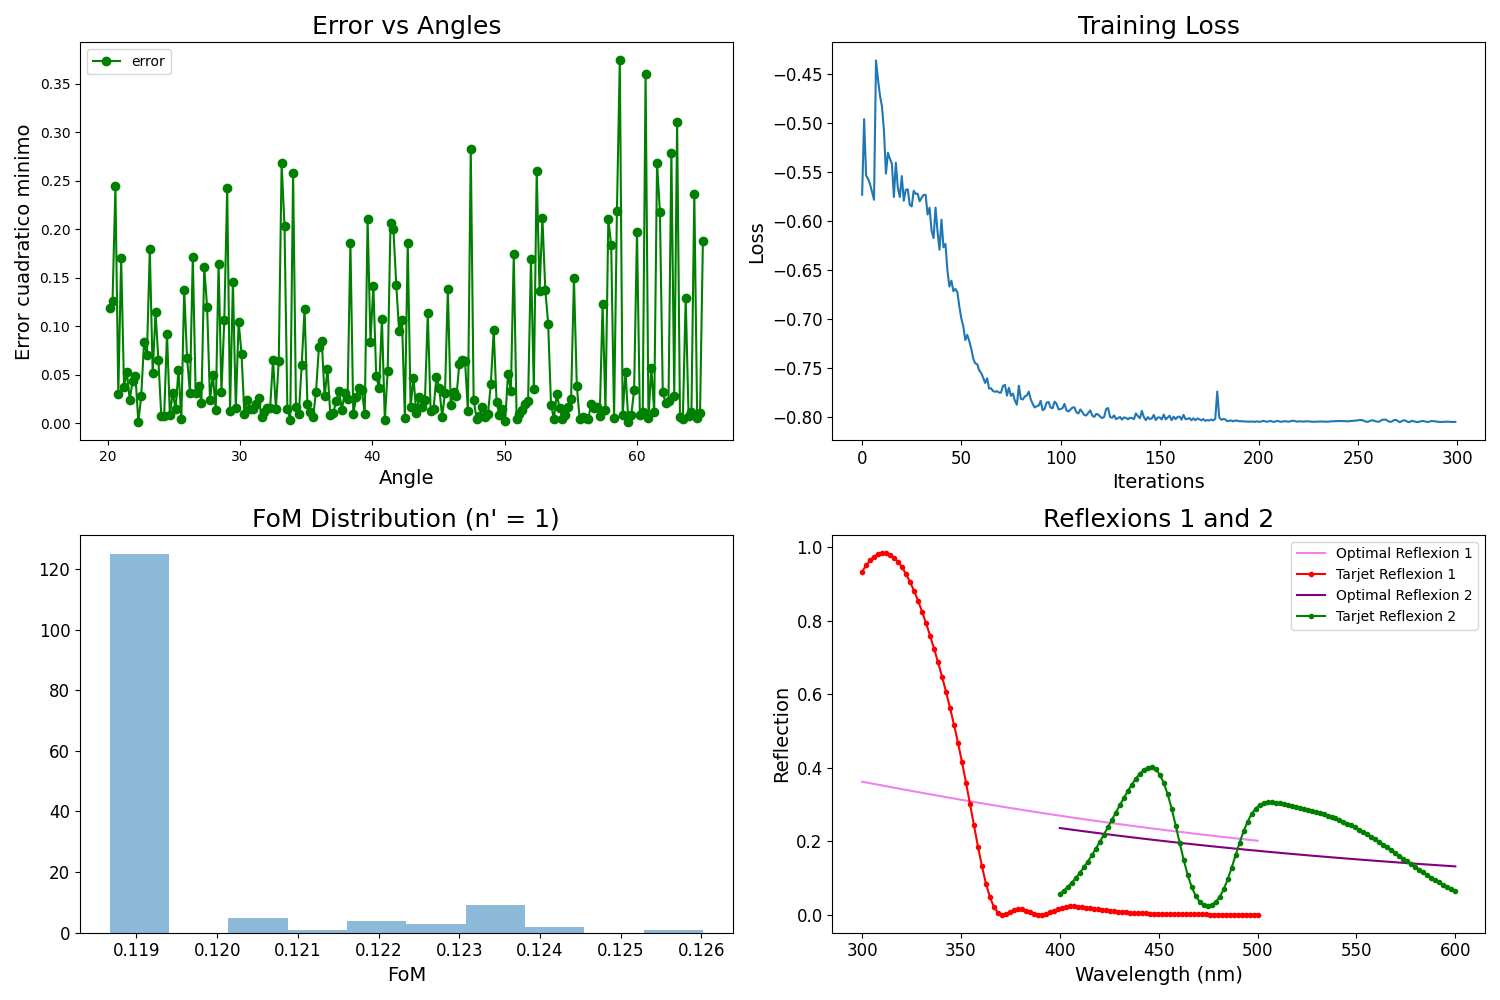 Error vs Angles
error
Error cuadratico minimo
0.35
0.30
0.25
0.20
0.15
0.10
0.05
0.00
20 30 40 50 60
Angle
Training Loss
Loss
−0.45
−0.50
−0.55
−0.60
−0.65
−0.70
−0.75
−0.80
0 50 100 150 200 250 300
Iterations
FoM Distribution (n' = 1)
120
100
80
60
40
20
0
0.119 0.120 0.121 0.122 0.123 0.124 0.125 0.126
FoM
Reflexions 1 and 2
Optimal Reflexion 1
Tarjet Reflexion 1
Optimal Reflexion 2
Tarjet Reflexion 2
Reflection
1.0
0.8
0.6
0.4
0.2
0.0
300 350 400 450 500 550 600
Wavelength (nm)